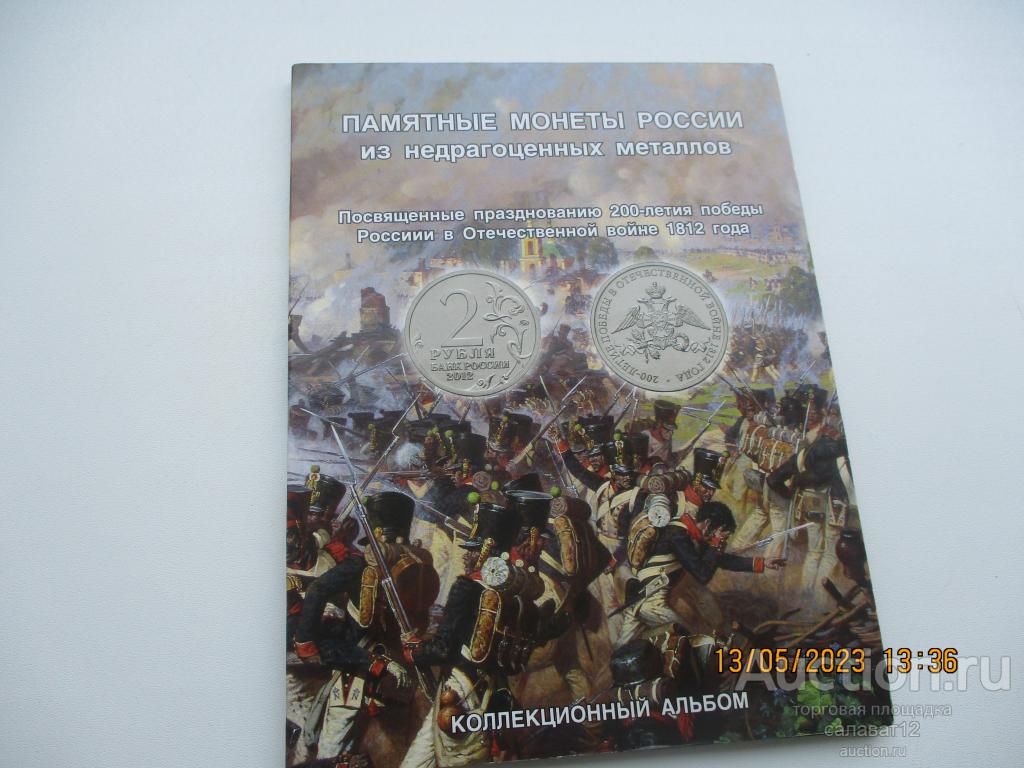 ПАМЯТНЫЕ МОНЕТЫ РОССИИ
из недрагоценных металлов
Посвященные празднованию 200-летия победы
Росссии в Отечественной войне 1812 года
2
РУБЛЯ
БАНК РОССИИ
2012
200-ЛЕТИЕ ПОБЕДЫ В ОТЕЧЕСТВЕННОЙ ВОЙНЕ 1812 ГОДА
КОЛЛЕКЦИОННЫЙ АЛЬБОМ
13/05/2023 13:36
Auction.ru
торговая площадка
салават12
auction.ru